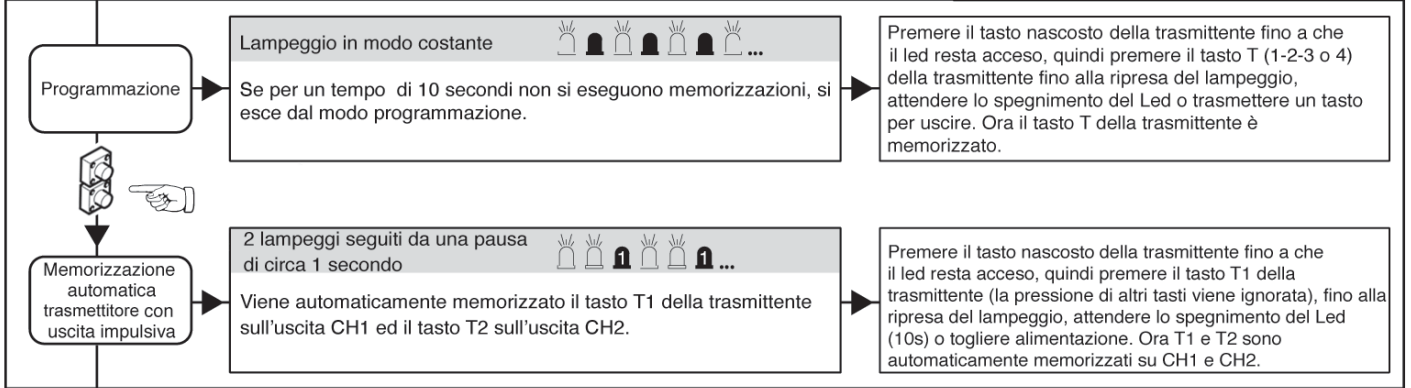 Programmazione
Lampeggio in modo costante
...
Se per un tempo di 10 secondi non si eseguono memorizzazioni, si
esce dal modo programmazione.
Premere il tasto nascosto della trasmittente fino a che
il led resta acceso, quindi premere il tasto T (1-2-3 o 4)
della trasmittente fino alla ripresa del lampeggio,
attendere lo spegnimento del Led o trasmettere un tasto
per uscire. Ora il tasto T della trasmittente è
memorizzato.
Memorizzazione
automatica
trasmettitore con
uscita impulsiva
2 lampeggi seguiti da una pausa
di circa 1 secondo
1 1 ...
Viene automaticamente memorizzato il tasto T1 della trasmittente
sull'uscita CH1 ed il tasto T2 sull'uscita CH2.
Premere il tasto nascosto della trasmittente fino a che
il led resta acceso, quindi premere il tasto T1 della
trasmittente (la pressione di altri tasti viene ignorata), fino alla
ripresa del lampeggio, attendere lo spegnimento del Led
(10s) o togliere alimentazione. Ora T1 e T2 sono
automaticamente memorizzati su CH1 e CH2.